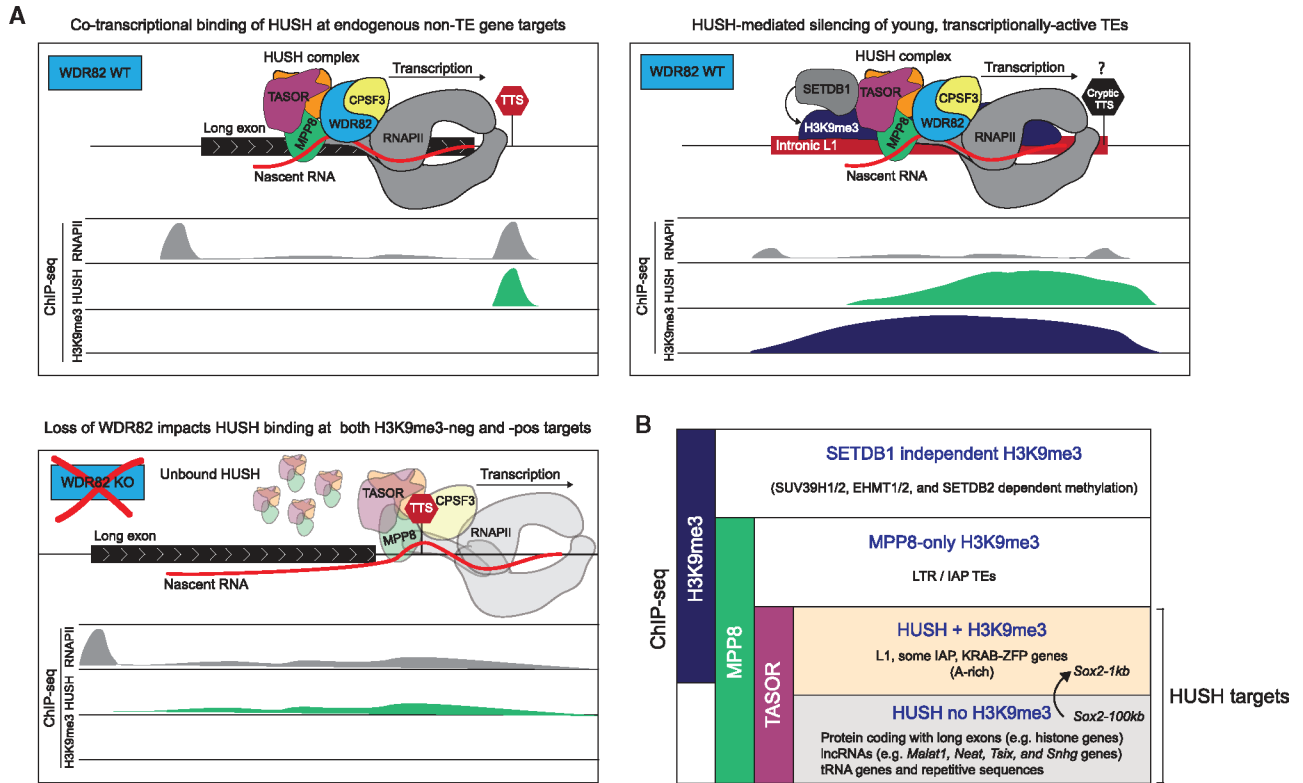 A
Co-transcriptional binding of HUSH at endogenous non-TE gene targets
WDR82 WT
HUSH complex
Transcription
TASOR
CPSF3
WDR82
MPP8
RNAPII
TTS
Long exon
Nascent RNA
ChIP-seq
RNAPII
HUSH
H3K9me3
HUSH-mediated silencing of young, transcriptionally-active TEs
WDR82 WT
HUSH complex
Transcription
?
SETDB1
TASOR
CPSF3
Cryptic
TTS
H3K9me3
MPP8
WDR82
RNAPII
Intronic L1
Nascent RNA
ChIP-seq
RNAPII
HUSH
H3K9me3
Loss of WDR82 impacts HUSH binding at both H3K9me3-neg and -pos targets
WDR82 KO
Unbound HUSH
Transcription
TASOR
TTS
CPSF3
MPP8
RNAPII
Long exon
Nascent RNA
ChIP-seq
RNAPII
HUSH
H3K9me3
B
ChIP-seq
H3K9me3
MPP8
TASOR
SETDB1 independent H3K9me3
(SUV39H1/2, EHMT1/2, and SETDB2 dependent methylation)
MPP8-only H3K9me3
LTR / IAP TEs
HUSH + H3K9me3
L1, some IAP, KRAB-ZFP genes
(A-rich)
Sox2-1kb
HUSH no H3K9me3
Sox2-100kb
Protein coding with long exons (e.g. histone genes)
lncRNAs (e.g. Malat1, Neat, Tsix, and Snhg genes)
tRNA genes and repetitive sequences
HUSH targets